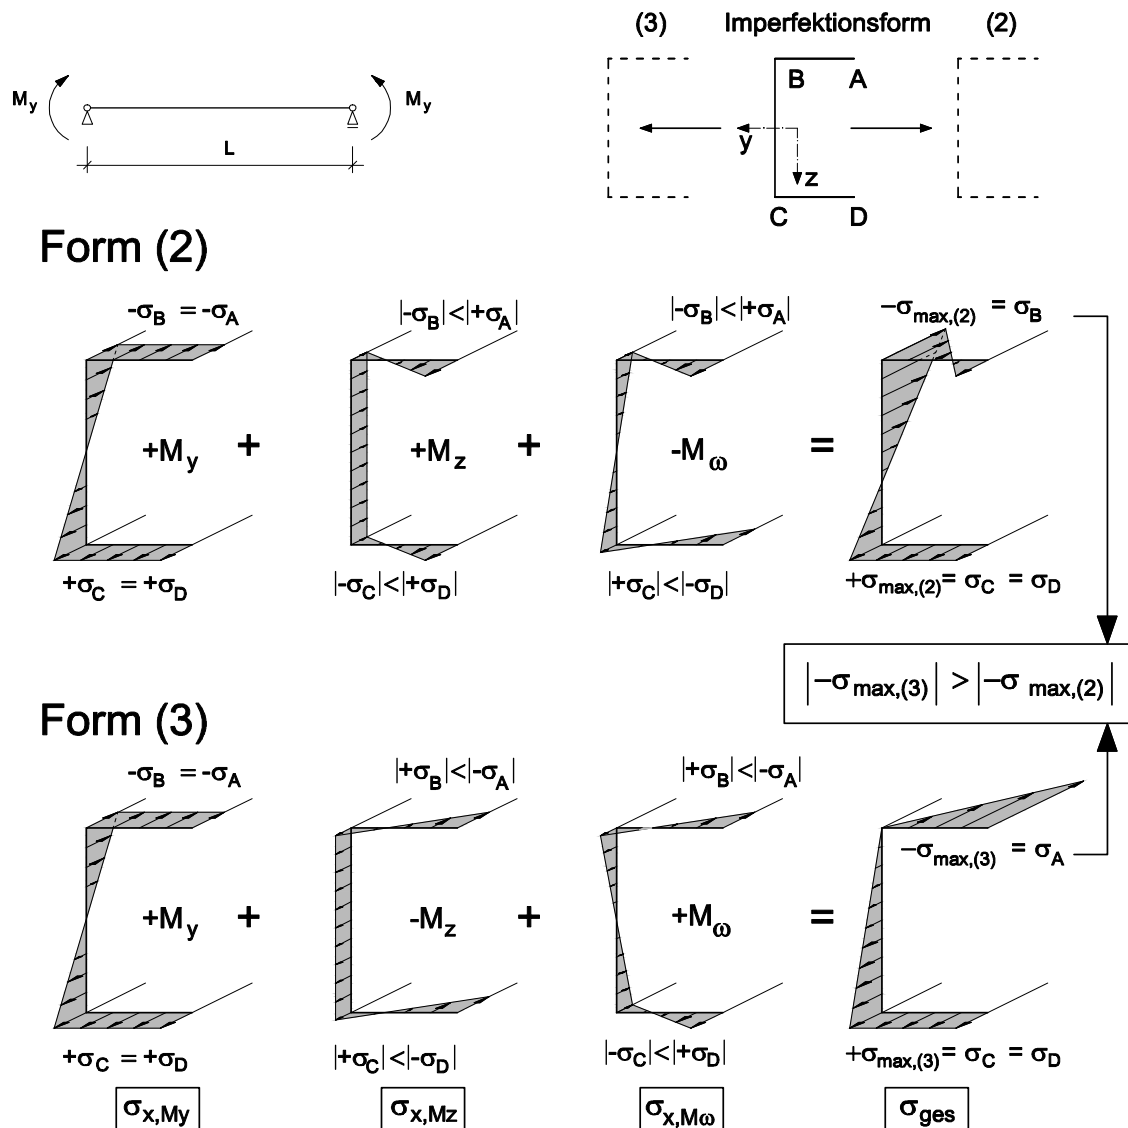 (3) Imperfektionsform (2)
B A
M_y M_y
L
y
z
C D
Form (2)
-σ_B = -σ_A |-σ_B|<|+σ_A| |-σ_B|<|+σ_A| −σ_max,(2) = σ_B
+M_y + +M_z + -M_ω =
+σ_C = +σ_D |-σ_C|<|+σ_D| |+σ_C|<|-σ_D| +σ_max,(2) = σ_C = σ_D
|−σ_max,(3)| > |−σ_max,(2)|
Form (3)
-σ_B = -σ_A |+σ_B|<|-σ_A| |+σ_B|<|-σ_A|
−σ_max,(3) = σ_A
+M_y + -M_z + +M_ω =
+σ_C = +σ_D |+σ_C|<|-σ_D| |-σ_C|<|+σ_D| +σ_max,(3) = σ_C = σ_D
σ_x,My σ_x,Mz σ_x,Mω σ_ges